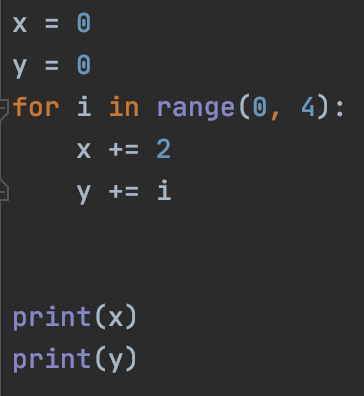 x = 0
y = 0
for i in range(0, 4):
    x += 2
    y += i
print(x)
print(y)